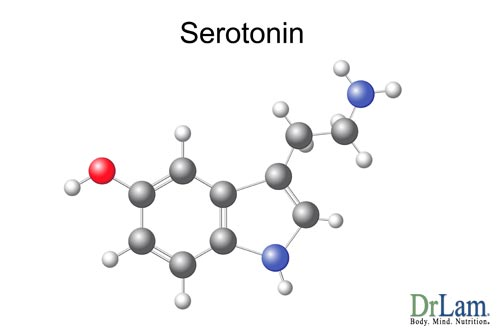 Serotonin
DrLam.
Body. Mind. Nutrition.